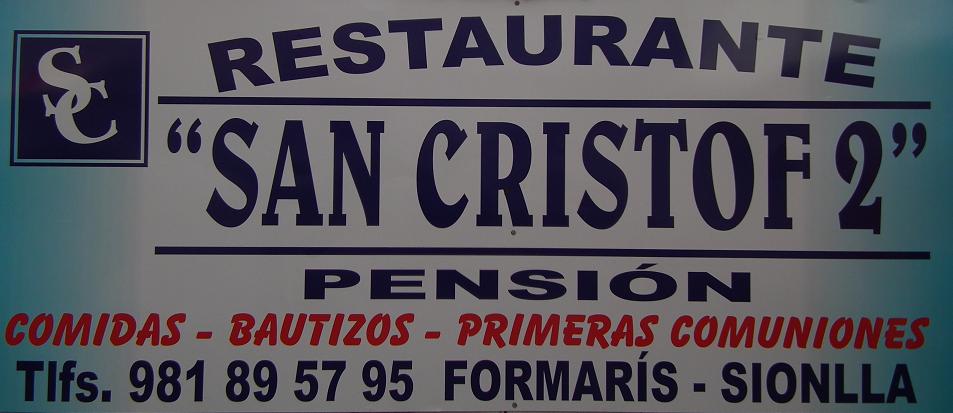 SC
RESTAURANTE
“SAN CRISTOF 2”
PENSIÓN
COMIDAS - BAUTIZOS - PRIMERAS COMUNIONES
Tlfs. 981 89 57 95 FORMARÍS - SIONLLA